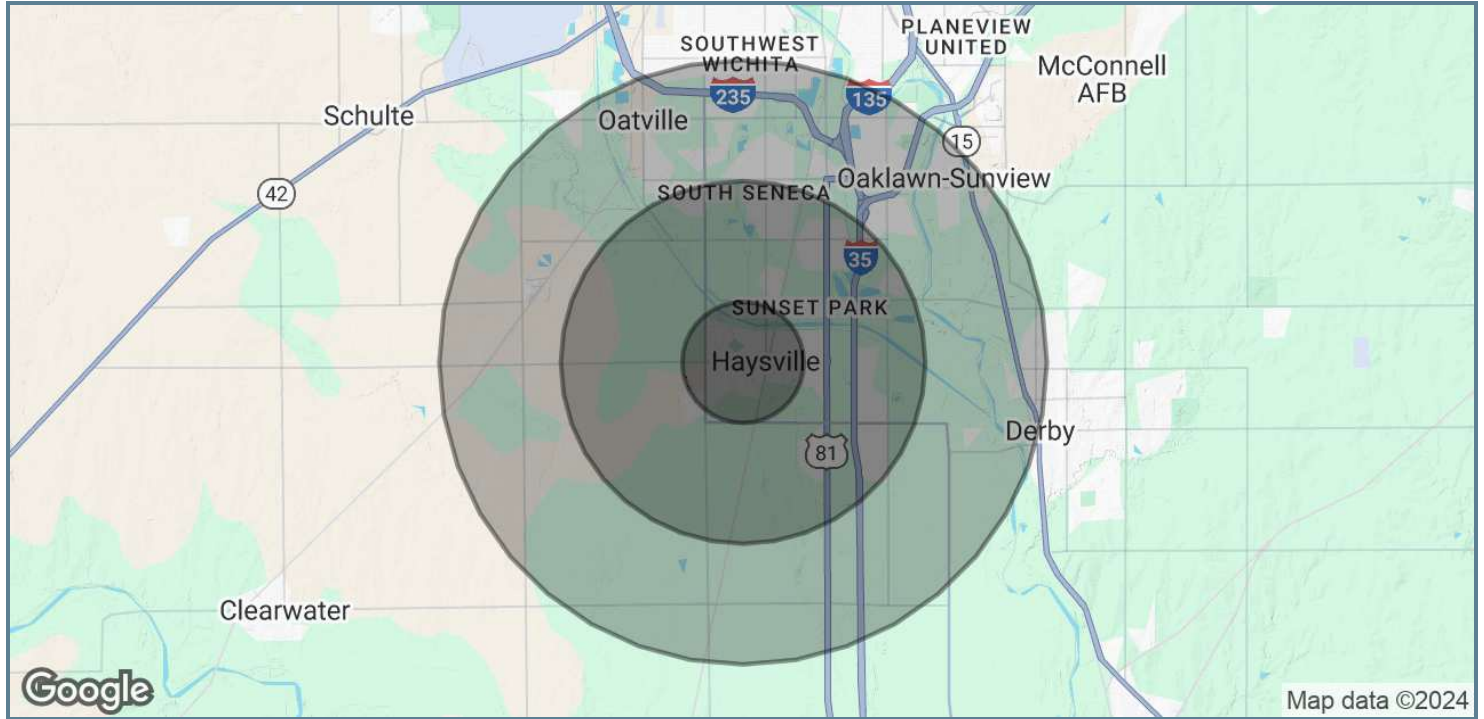 PLANEVIEW
UNITED
SOUTHWEST
WICHITA
McConnell
AFB
235
135
Schulte
Oatville
15
42
SOUTH SENECA
Oaklawn-Sunview
35
SUNSET PARK
Haysville
Derby
81
Clearwater
Google
Map data ©2024